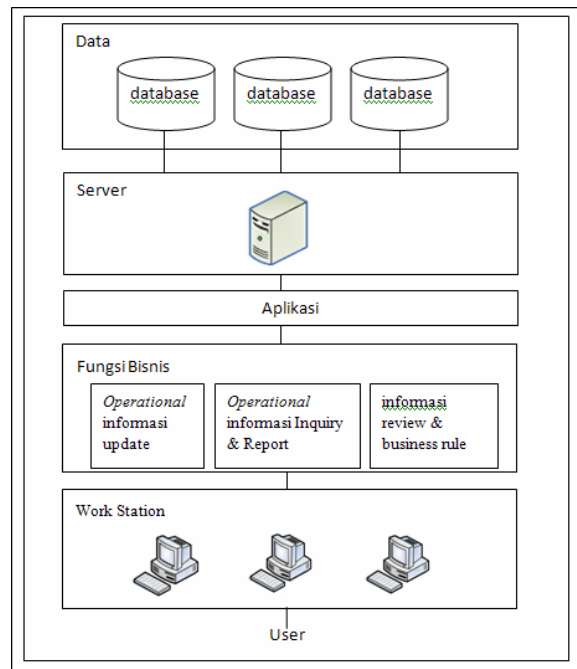 Data
database database database
Server
Aplikasi
Fungsi Bisnis
Operational
informasi
update
Operational
informasi Inquiry
& Report
informasi
review &
business rule
Work Station
User